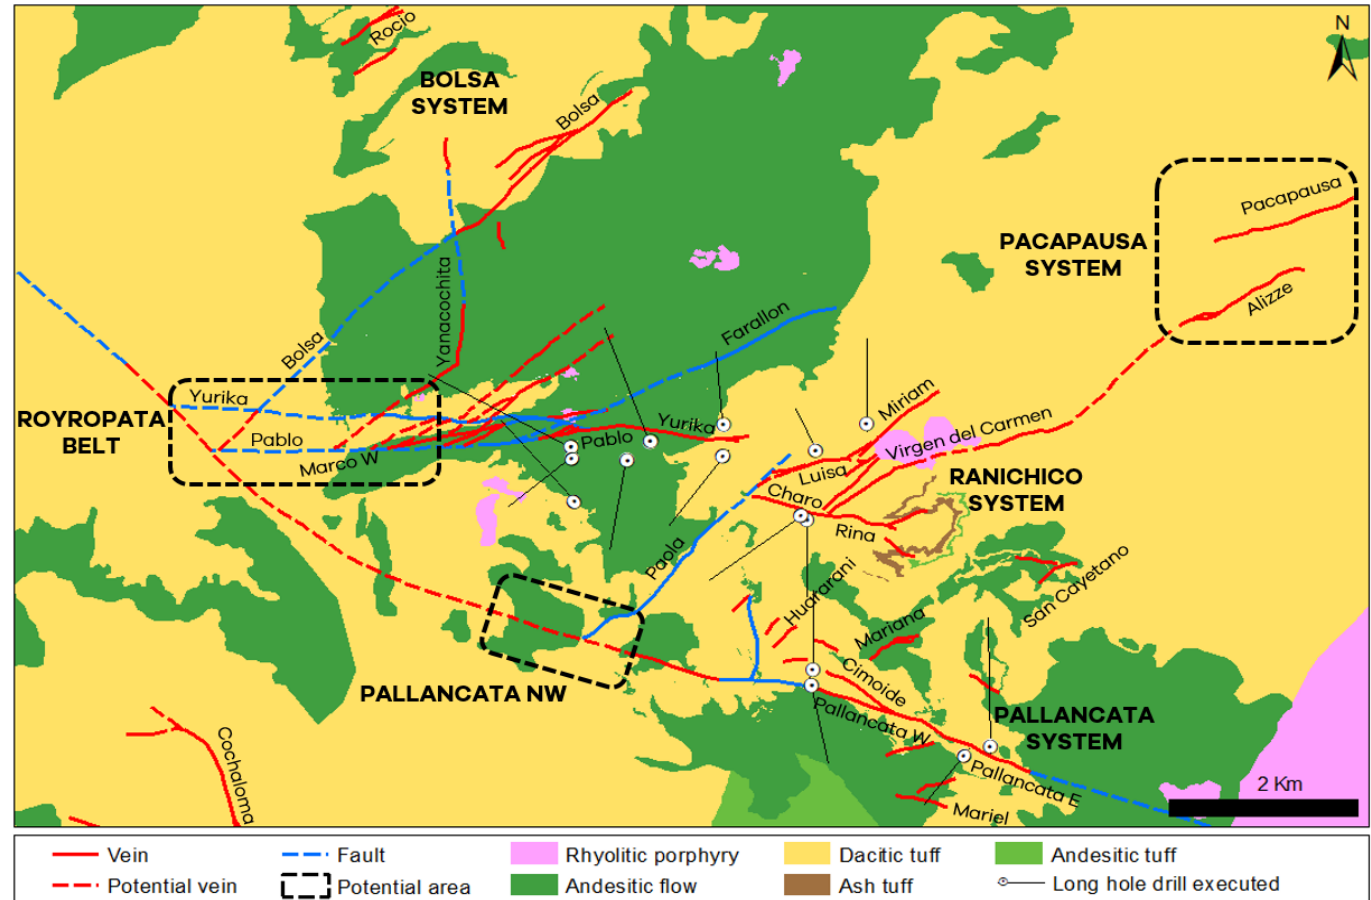 N
Rocio
BOLSA
SYSTEM
Bolsa
Pacapausa
PACAPAUSA
SYSTEM
Alizze
Yanacochita
Bolsa
Farallon
ROYROPATA
BELT
Yurika
Pablo
Marco W
Yurika
Pablo
Miriam
Virgen del Carmen
Luisa
Charo
RANICHICO
SYSTEM
Rina
Paola
Huararani
San Cayetano
Mariana
PALLANCATA NW
Cimoide
Pallancata W
PALLANCATA
SYSTEM
Pallancata E
Mariel
Cochaloma
2 Km
Vein
Fault
Rhyolitic porphyry
Dacitic tuff
Andesitic tuff
Potential vein
Potential area
Andesitic flow
Ash tuff
Long hole drill executed